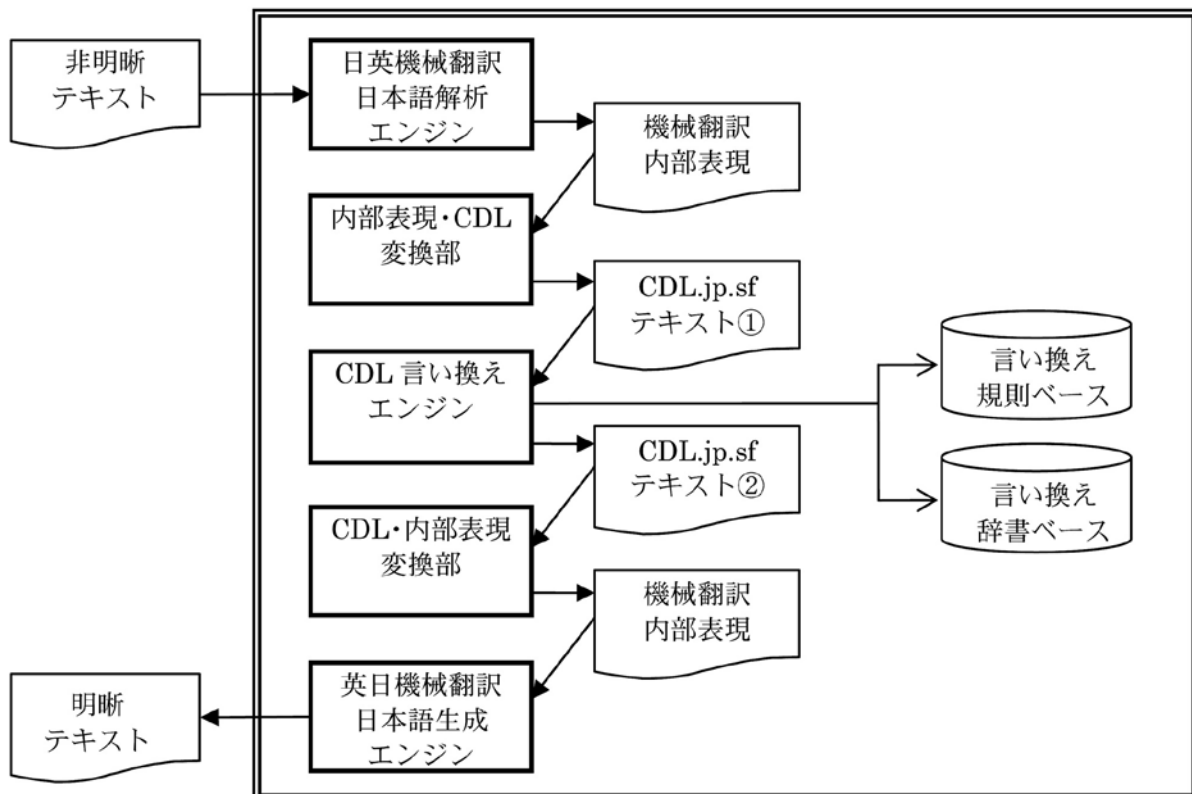 非明晰
テキスト
日英機械翻訳
日本語解析
エンジン
機械翻訳
内部表現
内部表現・CDL
変換部
CDL.jp.sf
テキスト①
CDL 言い換え
エンジン
言い換え
規則ベース
CDL.jp.sf
テキスト②
言い換え
辞書ベース
CDL・内部表現
変換部
機械翻訳
内部表現
英日機械翻訳
日本語生成
エンジン
明晰
テキスト